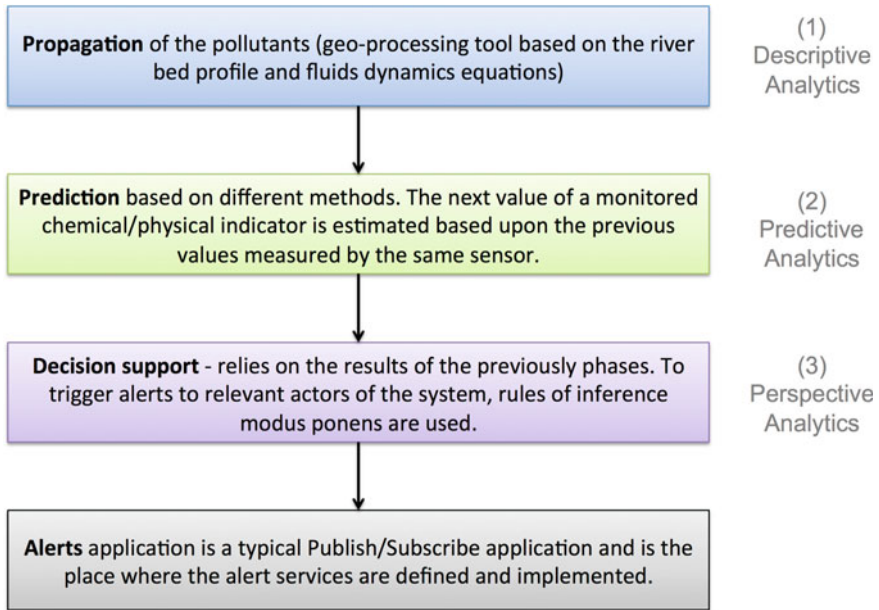 Propagation of the pollutants (geo-processing tool based on the river
bed profile and fluids dynamics equations)
(1)
Descriptive
Analytics
Prediction based on different methods. The next value of a monitored
chemical/physical indicator is estimated based upon the previous
values measured by the same sensor.
(2)
Predictive
Analytics
Decision support - relies on the results of the previously phases. To
trigger alerts to relevant actors of the system, rules of inference
modus ponens are used.
(3)
Perspective
Analytics
Alerts application is a typical Publish/Subscribe application and is the
place where the alert services are defined and implemented.